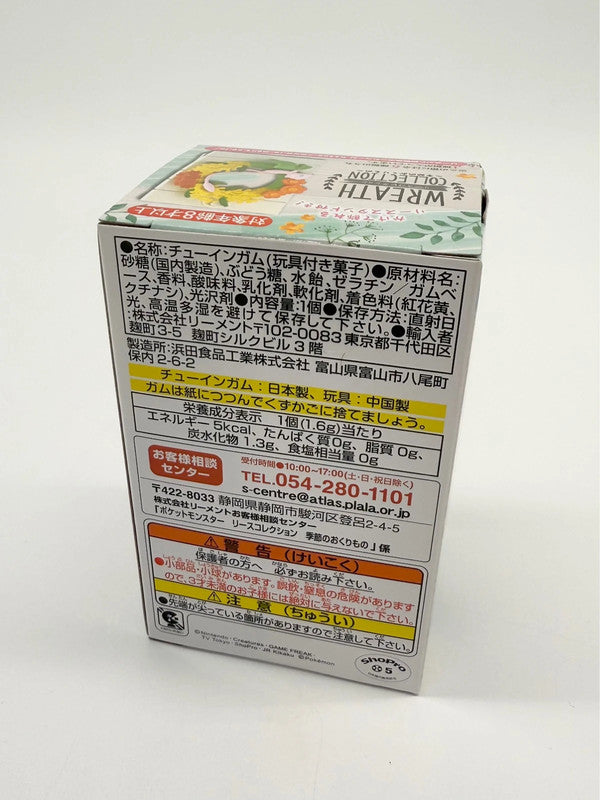 対象年齢8才以上
かべに飾れる
リーススタンド付き!
WREATH
COLLECTION
●名称:チューインガム(玩具付き菓子)●原材料名:
砂糖(国内製造)、ぶどう糖、水飴、ゼラチン/ガムベ
ース、香料、酸味料、乳化剤、軟化剤、着色料(紅花黄、
クチナシ)、光沢剤●内容量:1個●保存方法:直射日
光、高温多湿を避けて保存して下さい。●輸入者
:株式会社リーメント〒102-0083東京都千代田区
麹町3-5 麹町シルクビル3階
製造所:浜田食品工業株式会社 富山県富山市八尾町
保内2-6-2
チューインガム:日本製、玩具:中国製
ガムは紙につつんでくずかごに捨てましょう。
栄養成分表示 1個(1.6g)当たり
エネルギー 5kcal、たんぱく質0g、脂質 0g、
炭水化物 1.3g、食塩相当量 0g
お客様相談
センター
受付時間●10:00~17:00(土・日・祝日除く)
TEL.054-280-1101
s-centre@atlas.plala.or.jp
〒422-8033 静岡県静岡市駿河区登呂2-4-5
株式会社リーメントお客様相談センター
「ポケットモンスター リースコレクション 季節のおくりもの」係
警告(けいこく)
保護者の方へ 必ずお読み下さい。
●小部品・小球があります。誤飲・窒息の危険があります
ので、3才未満のお子様には絶対に与えないで下さい。
注意(ちゅうい)
●先端が尖っている箇所がありますので注意して下さい。
©Nintendo・Creatures・GAME FREAK・
TV Tokyo・ShoPro・JR Kikaku ©Pokémon
ShoPro
5